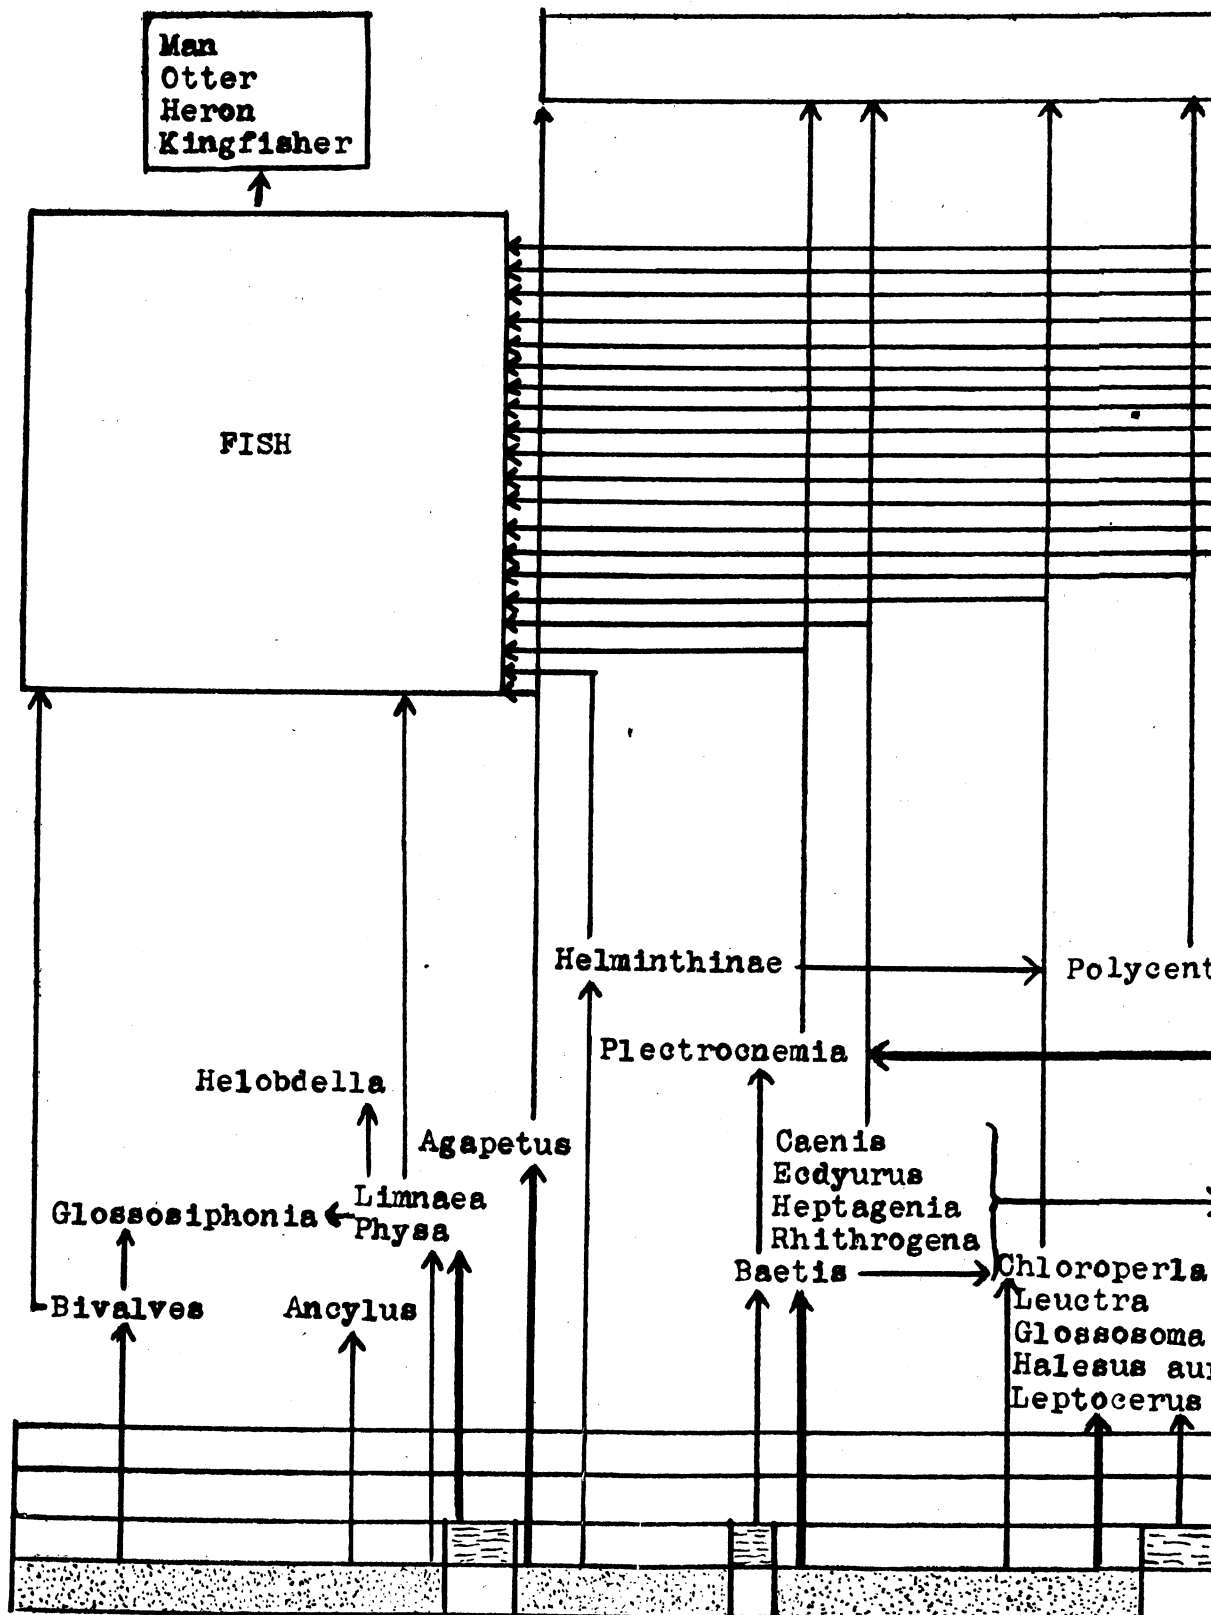 Man
Otter
Heron
Kingfisher
FISH
Helminthinae
Polycent
Plectrocnemia
Helobdella
Agapetus
Caenis
Ecdyurus
Heptagenia
Rhithrogena
Baetis
Limnaea
Physa
Glossosiphonia
Bivalves
Ancylus
Chloroperla
Leuctra
Glossosoma
Halesus aur
Leptocerus